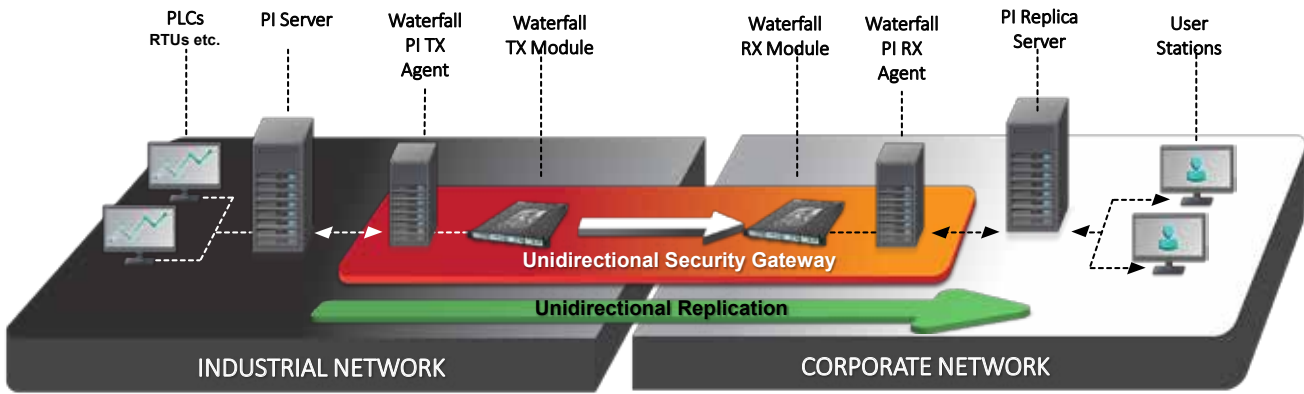 PLCs
RTUs etc.
PI Server
Waterfall
PI TX
Agent
Waterfall
TX Module
Waterfall
RX Module
Waterfall
PI RX
Agent
PI Replica
Server
User
Stations
Unidirectional Security Gateway
Unidirectional Replication
INDUSTRIAL NETWORK
CORPORATE NETWORK